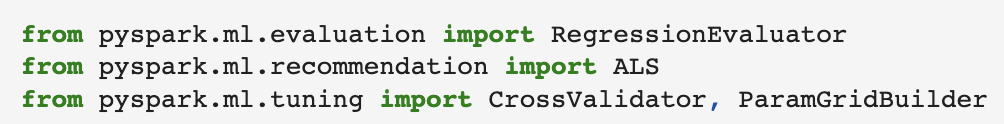 from pyspark.ml.evaluation import RegressionEvaluator
from pyspark.ml.recommendation import ALS
from pyspark.ml.tuning import CrossValidator, ParamGridBuilder